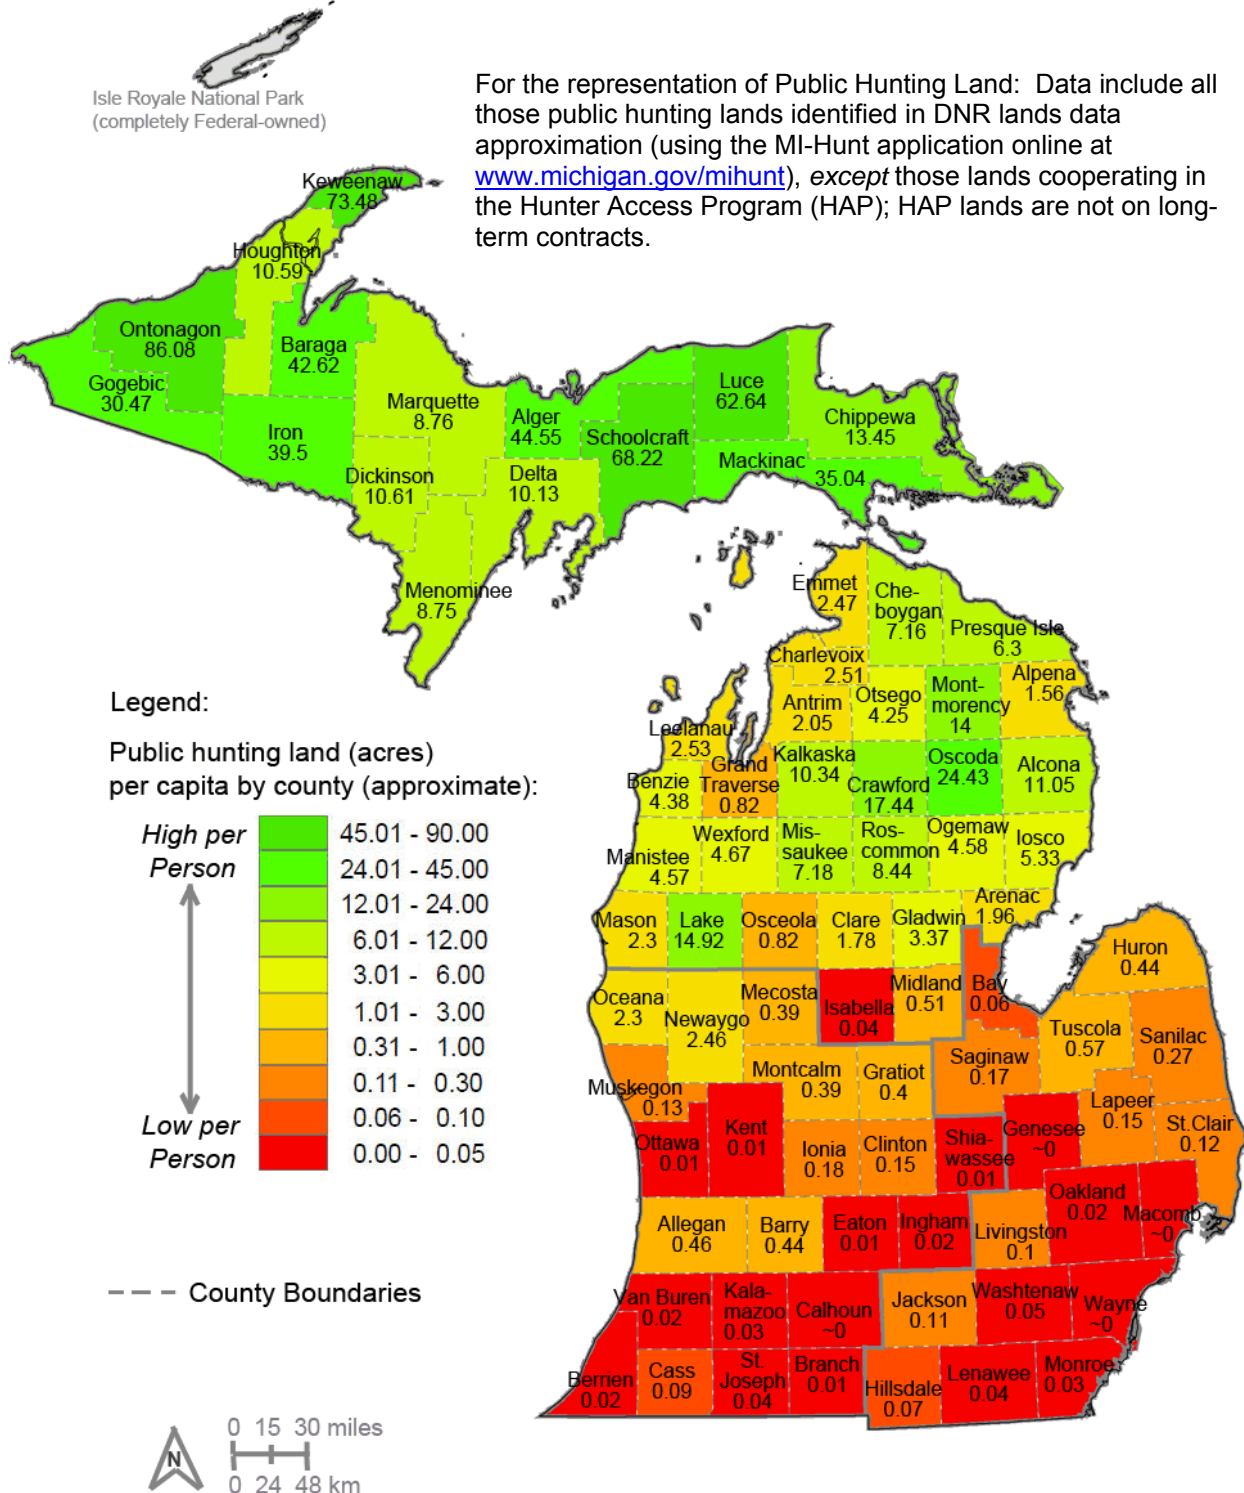 Isle Royale National Park
(completely Federal-owned)
For the representation of Public Hunting Land: Data include all
those public hunting lands identified in DNR lands data
approximation (using the MI-Hunt application online at
www.michigan.gov/mihunt), except those lands cooperating in
the Hunter Access Program (HAP); HAP lands are not on long-
term contracts.
Keweenaw
73.48
Houghton
10.59
Ontonagon
86.08
Baraga
42.62
Gogebic
30.47
Iron
39.5
Marquette
8.76
Dickinson
10.61
Menominee
8.75
Alger
44.55
Delta
10.13
Schoolcraft
68.22
Luce
62.64
Chippewa
13.45
Mackinac
35.04
Emmet
2.47
Che-
boygan
7.16
Presque Isle
6.3
Charlevoix
2.51
Antrim
2.05
Otsego
4.25
Mont-
morency
14
Alpena
1.56
Leelanau
2.53
Benzie
4.38
Grand
Traverse
0.82
Kalkaska
10.34
Crawford
17.44
Oscoda
24.43
Alcona
11.05
Manistee
4.57
Wexford
4.67
Mis-
saukee
7.18
Ros-
common
8.44
Ogemaw
4.58
Iosco
5.33
Mason
2.3
Lake
14.92
Osceola
0.82
Clare
1.78
Gladwin
3.37
Arenac
1.96
Huron
0.44
Oceana
2.3
Newaygo
2.46
Mecosta
0.39
Isabella
0.04
Midland
0.51
Bay
0.06
Tuscola
0.57
Sanilac
0.27
Muskegon
0.13
Montcalm
0.39
Gratiot
0.4
Saginaw
0.17
Lapeer
0.15
St.Clair
0.12
Ottawa
0.01
Kent
0.01
Ionia
0.18
Clinton
0.15
Shia-
wassee
0.01
Genesee
~0
Oakland
0.02
Macomb
~0
Allegan
0.46
Barry
0.44
Eaton
0.01
Ingham
0.02
Livingston
0.1
Van Buren
0.02
Kala-
mazoo
0.03
Calhoun
~0
Jackson
0.11
Washtenaw
0.05
Wayne
~0
Berrien
0.02
Cass
0.09
St.
Joseph
0.04
Branch
0.01
Hillsdale
0.07
Lenawee
0.04
Monroe
0.03
Legend:
Public hunting land (acres)
per capita by county (approximate):
High per
Person
Low per
Person
45.01 - 90.00
24.01 - 45.00
12.01 - 24.00
6.01 - 12.00
3.01 - 6.00
1.01 - 3.00
0.31 - 1.00
0.11 - 0.30
0.06 - 0.10
0.00 - 0.05
County Boundaries
N
0 15 30 miles
0 24 48 km